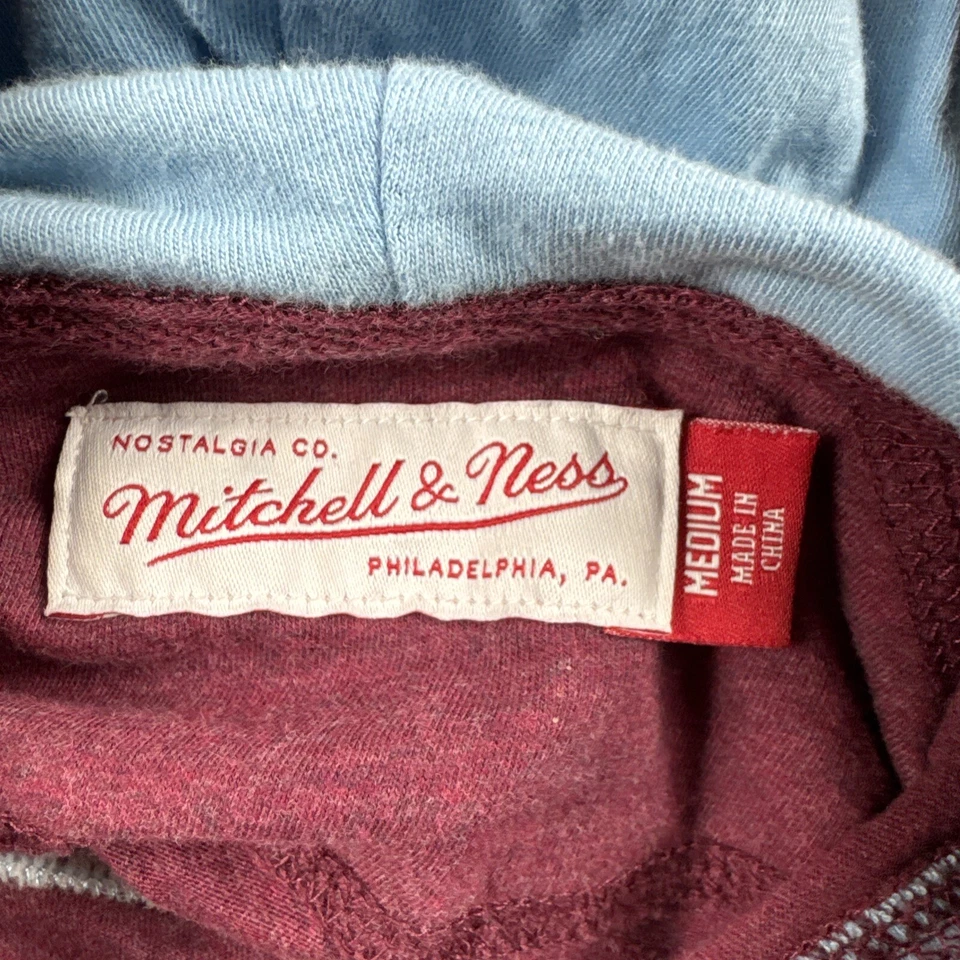 NOSTALGIA CO.
Mitchell & Ness
PHILADELPHIA, PA.
MEDIUM
MADE IN
CHINA